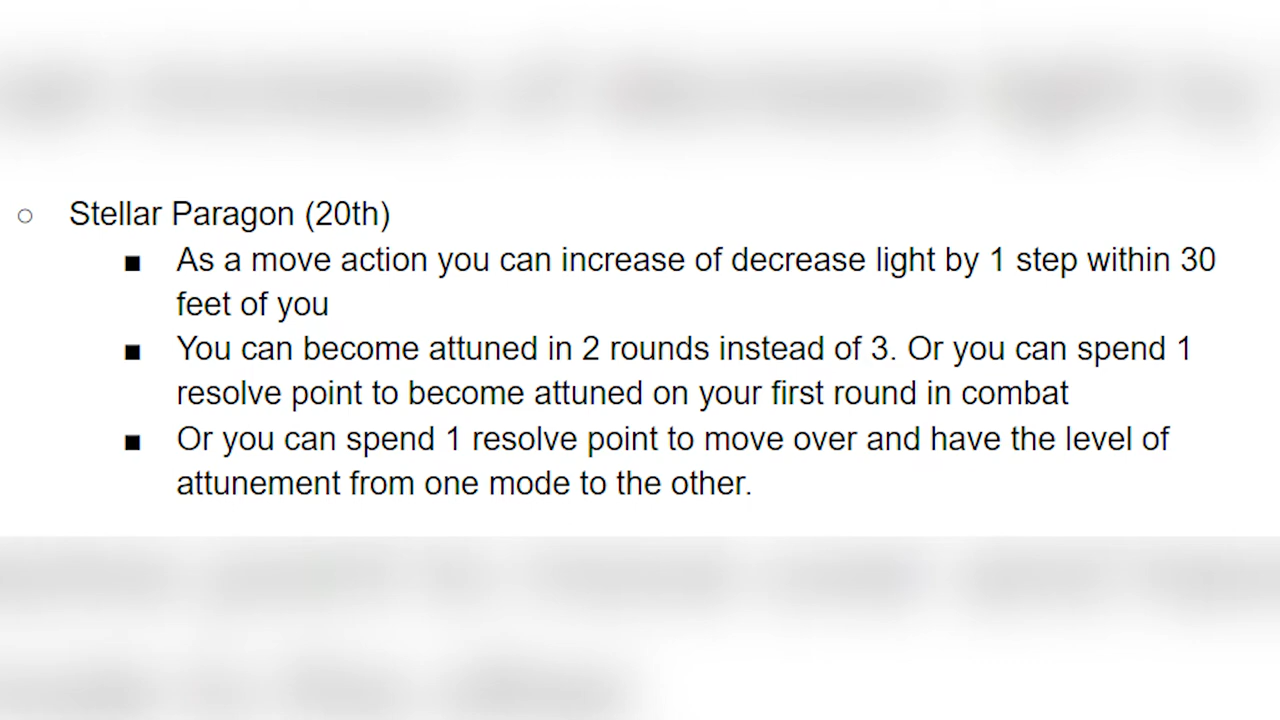 Stellar Paragon (20th)
As a move action you can increase of decrease light by 1 step within 30
feet of you
You can become attuned in 2 rounds instead of 3. Or you can spend 1
resolve point to become attuned on your first round in combat
Or you can spend 1 resolve point to move over and have the level of
attunement from one mode to the other.